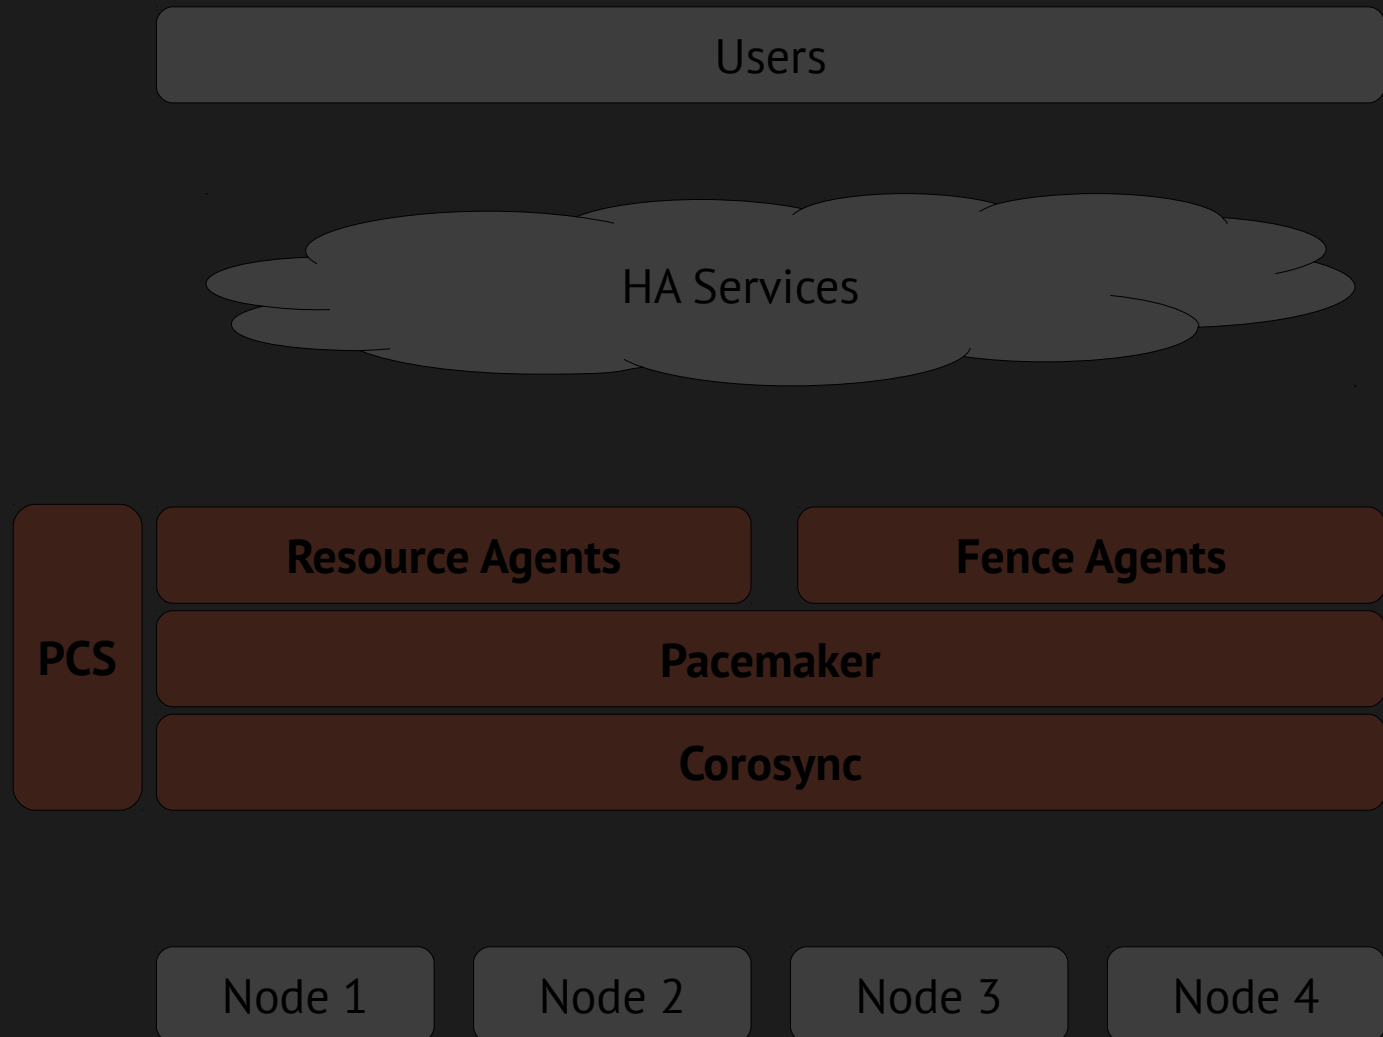 Users
HA Services
Resource Agents
Fence Agents
PCS
Pacemaker
Corosync
Node 1
Node 2
Node 3
Node 4